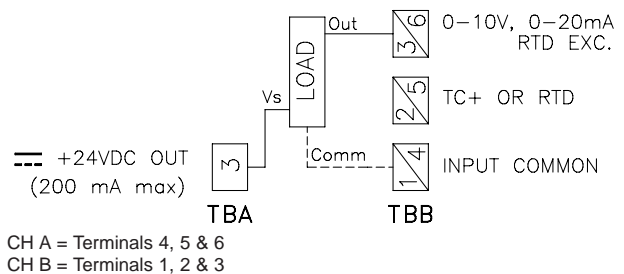 Out
3/6
0-10V, 0-20mA
RTD EXC.
LOAD
Vs
2/5
TC+ OR RTD
+24VDC OUT
(200 mA max)
3
Comm
1/4
INPUT COMMON
TBA
TBB
CH A = Terminals 4, 5 & 6
CH B = Terminals 1, 2 & 3